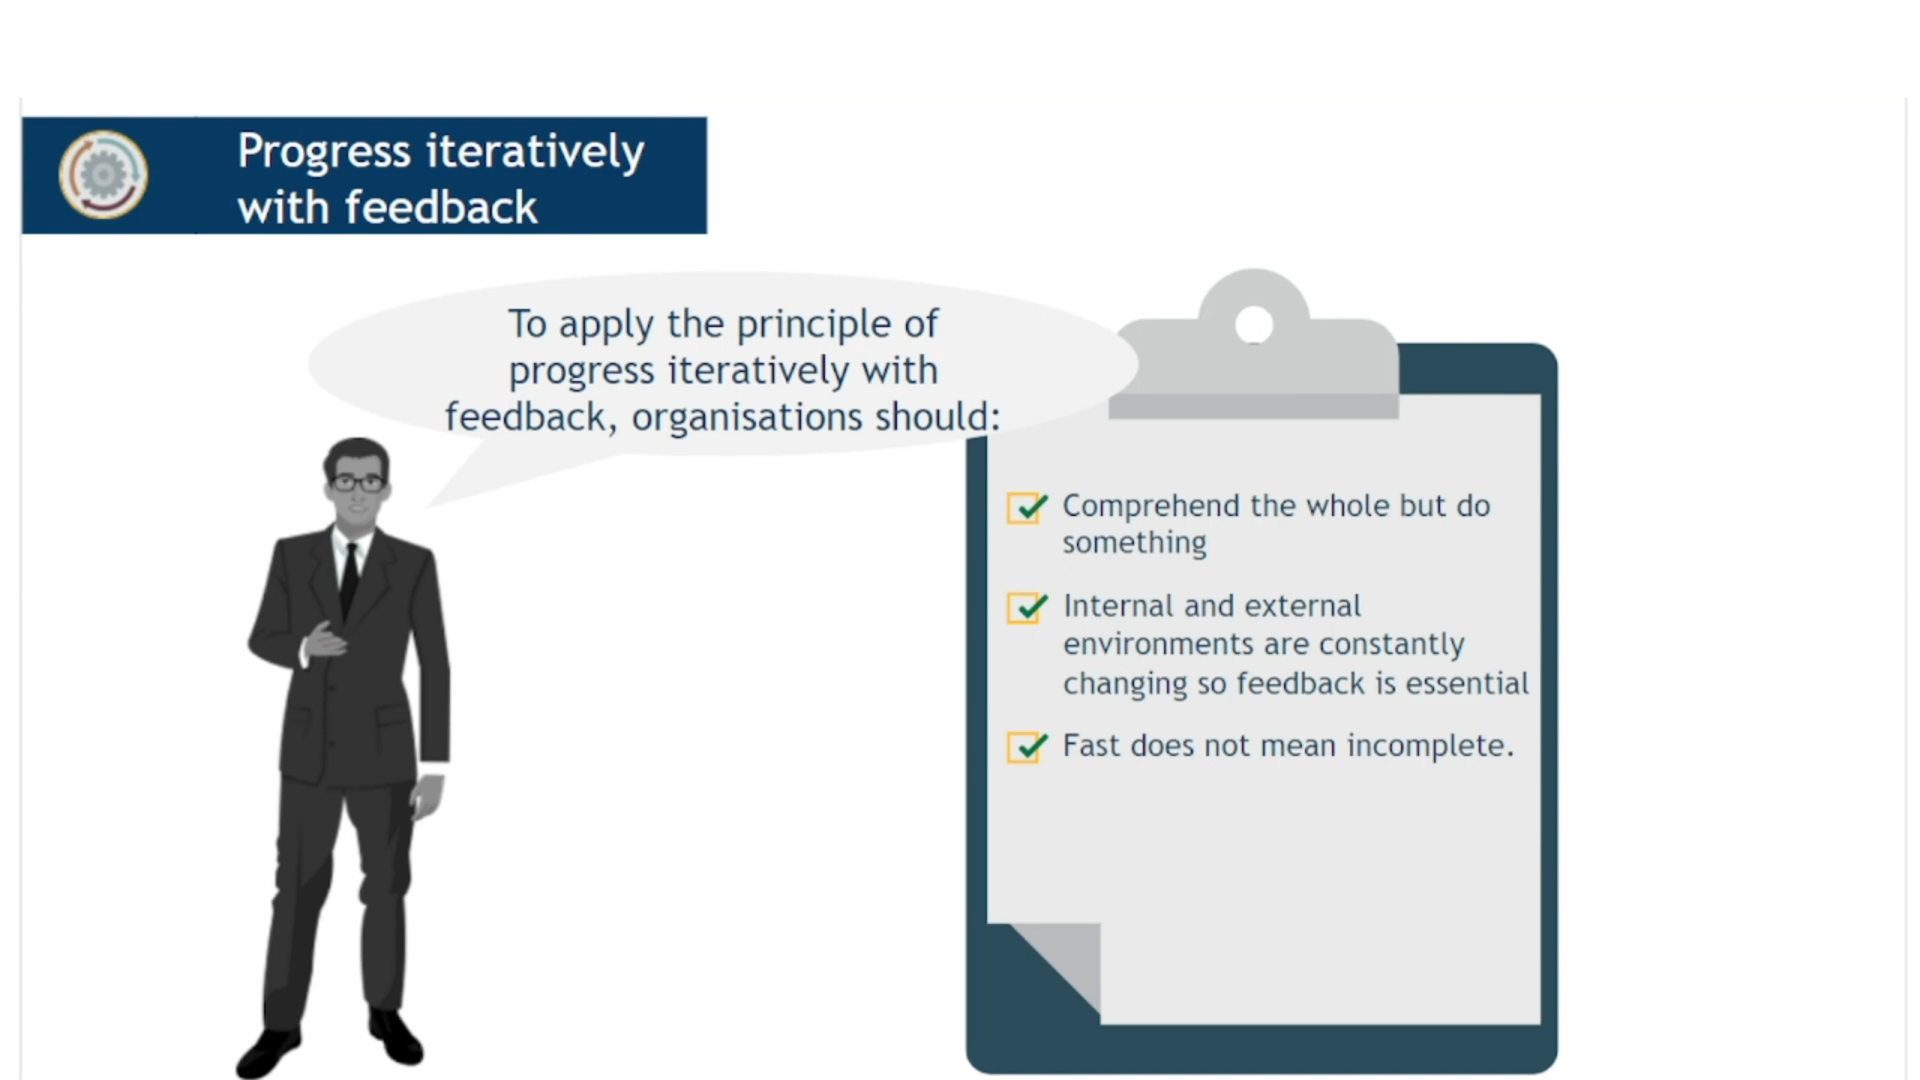 Progress iteratively
with feedback
To apply the principle of
progress iteratively with
feedback, organisations should:
Comprehend the whole but do
something
Internal and external
environments are constantly
changing so feedback is essential
Fast does not mean incomplete.